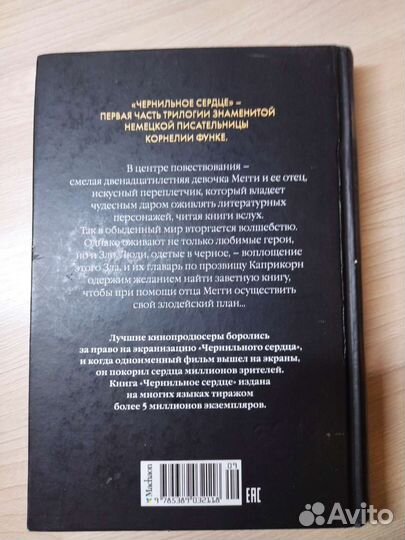 «ЧЕРНИЛЬНОЕ СЕРДЦЕ» –
ПЕРВАЯ ЧАСТЬ ТРИЛОГИИ ЗНАМЕНИТОЙ
НЕМЕЦКОЙ ПИСАТЕЛЬНИЦЫ
КОРНЕЛИИ ФУНКЕ.
В центре повествования –
смелая двенадцатилетняя девочка Мегги и ее отец,
искусный переплетчик, который владеет
чудесным даром оживлять литературных
персонажей, читая книги вслух.
Так в обыденный мир вторгается волшебство.
Однако оживают не только любимые герои,
но и Зло. Люди, одетые в черное, – воплощение
этого Зла, и их главарь по прозвищу Каприкорн
одержим желанием найти заветную книгу,
чтобы при помощи отца Мегги осуществить
свой злодейский план...
Лучшие кинопродюсеры боролись
за право на экранизацию «Чернильного сердца»,
и когда одноименный фильм вышел на экраны,
он покорил сердца миллионов зрителей.
Книга «Чернильное сердце» издана
на многих языках тиражом
более 5 миллионов экземпляров.
Machaon
09
9 785389 032118
EAC
Avito